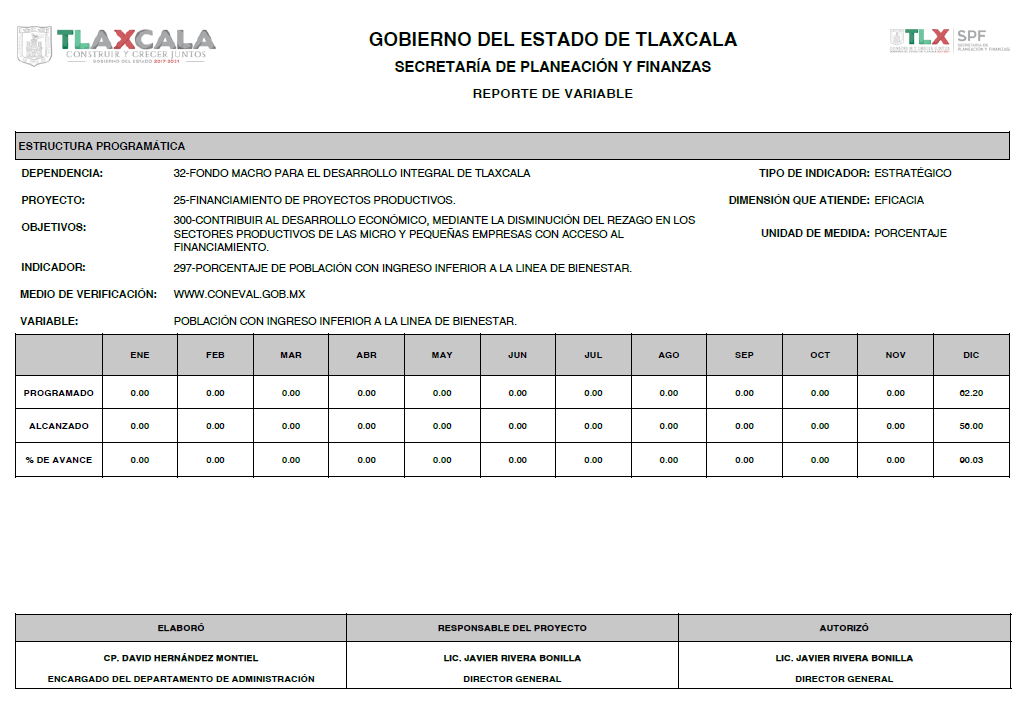 TLAXCALA
CONSTRUIR Y CRECER JUNTOS
GOBIERNO DEL ESTADO 2017-2021
GOBIERNO DEL ESTADO DE TLAXCALA
SECRETARÍA DE PLANEACIÓN Y FINANZAS
REPORTE DE VARIABLE
TLX SPF
SECRETARÍA DE
PLANEACIÓN Y FINANZAS
ESTRUCTURA PROGRAMÁTICA
DEPENDENCIA: 32-FONDO MACRO PARA EL DESARROLLO INTEGRAL DE TLAXCALA TIPO DE INDICADOR: ESTRATÉGICO
PROYECTO: 25-FINANCIAMIENTO DE PROYECTOS PRODUCTIVOS. DIMENSIÓN QUE ATIENDE: EFICACIA
OBJETIVOS: 300-CONTRIBUIR AL DESARROLLO ECONÓMICO, MEDIANTE LA DISMINUCIÓN DEL REZAGO EN LOS
SECTORES PRODUCTIVOS DE LAS MICRO Y PEQUEÑAS EMPRESAS CON ACCESO AL
FINANCIAMIENTO.
UNIDAD DE MEDIDA: PORCENTAJE
INDICADOR: 297-PORCENTAJE DE POBLACIÓN CON INGRESO INFERIOR A LA LINEA DE BIENESTAR.
MEDIO DE VERIFICACIÓN: WWW.CONEVAL.GOB.MX
VARIABLE: POBLACIÓN CON INGRESO INFERIOR A LA LINEA DE BIENESTAR.
ENE FEB MAR ABR MAY JUN JUL AGO SEP OCT NOV DIC
PROGRAMADO 0.00 0.00 0.00 0.00 0.00 0.00 0.00 0.00 0.00 0.00 0.00 62.20
ALCANZADO 0.00 0.00 0.00 0.00 0.00 0.00 0.00 0.00 0.00 0.00 0.00 56.00
% DE AVANCE 0.00 0.00 0.00 0.00 0.00 0.00 0.00 0.00 0.00 0.00 0.00 90.03
ELABORÓ RESPONSABLE DEL PROYECTO AUTORIZÓ
CP. DAVID HERNÁNDEZ MONTIEL LIC. JAVIER RIVERA BONILLA LIC. JAVIER RIVERA BONILLA
ENCARGADO DEL DEPARTAMENTO DE ADMINISTRACIÓN DIRECTOR GENERAL DIRECTOR GENERAL